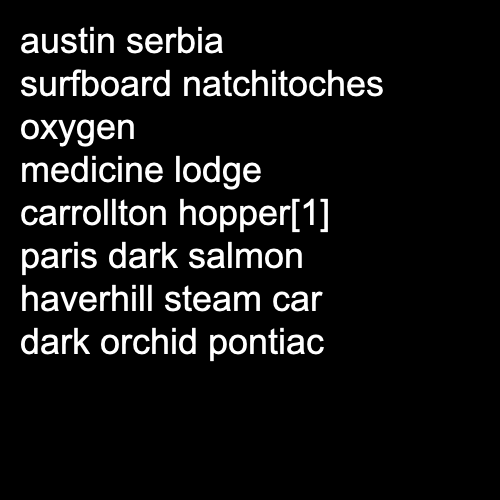 austin serbia
surfboard natchitoches
oxygen
medicine lodge
carrollton hopper[1]
paris dark salmon
haverhill steam car
dark orchid pontiac